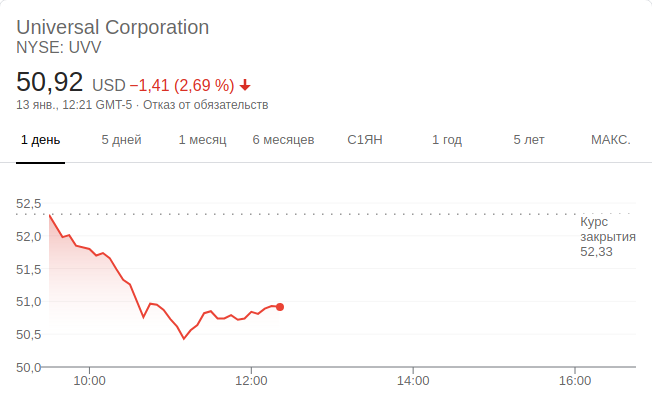 Universal Corporation
NYSE: UVV
50,92 USD −1,41 (2,69 %)
13 янв., 12:21 GMT-5 · Отказ от обязательств
1 день 5 дней 1 месяц 6 месяцев С1ЯН 1 год 5 лет МАКС.
52,5
Курс
закрытия
52,33
52,0
51,5
51,0
50,5
50,0
10:00 12:00 14:00 16:00